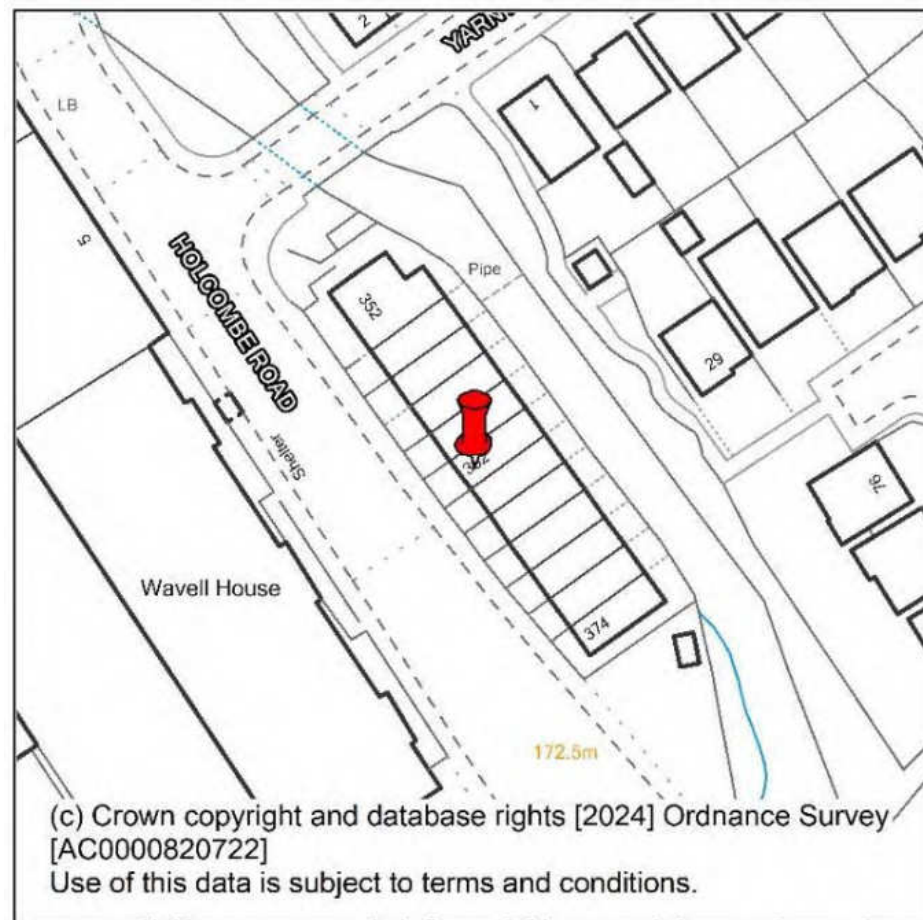 2
YARN
LB
1
5
HOLCOMBE ROAD
Pipe
352
29
Shelter
76
Wavell House
374
172.5m
(c) Crown copyright and database rights [2024] Ordnance Survey
[AC0000820722]
Use of this data is subject to terms and conditions.